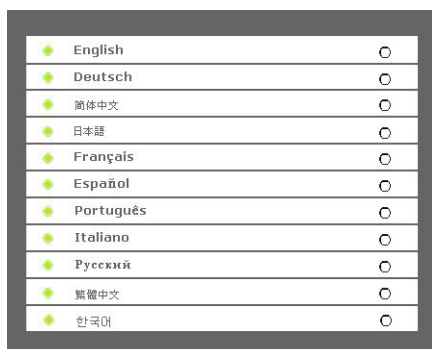 English
Deutsch
简体中文
日本語
Français
Español
Português
Italiano
Русский
繁體中文
한국어